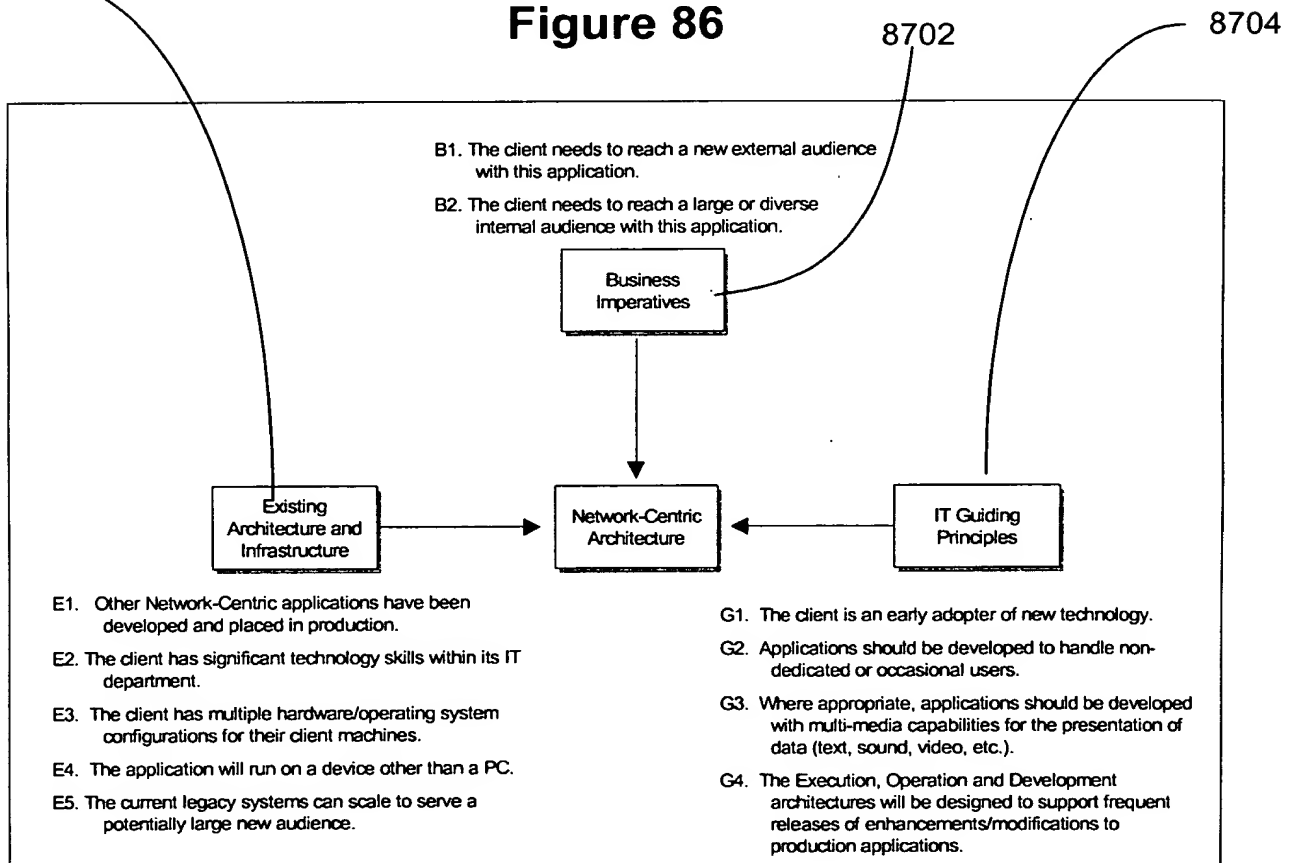 Figure 86
8702
8704
B1. The client needs to reach a new external audience
with this application.
B2. The client needs to reach a large or diverse
internal audience with this application.
Business
Imperatives
Existing
Architecture and
Infrastructure
Network-Centric
Architecture
IT Guiding
Principles
E1. Other Network-Centric applications have been
developed and placed in production.
E2. The client has significant technology skills within its IT
department.
E3. The client has multiple hardware/operating system
configurations for their client machines.
E4. The application will run on a device other than a PC.
E5. The current legacy systems can scale to serve a
potentially large new audience.
G1. The client is an early adopter of new technology.
G2. Applications should be developed to handle non-
dedicated or occasional users.
G3. Where appropriate, applications should be developed
with multi-media capabilities for the presentation of
data (text, sound, video, etc.).
G4. The Execution, Operation and Development
architectures will be designed to support frequent
releases of enhancements/modifications to
production applications.